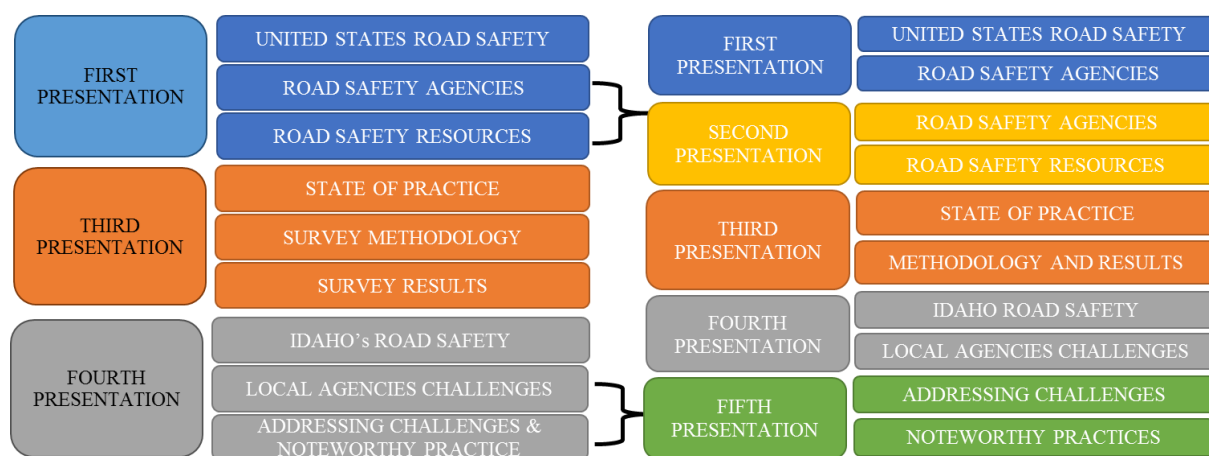 FIRST
PRESENTATION
UNITED STATES ROAD SAFETY
ROAD SAFETY AGENCIES
ROAD SAFETY RESOURCES
THIRD
PRESENTATION
STATE OF PRACTICE
SURVEY METHODOLOGY
SURVEY RESULTS
FOURTH
PRESENTATION
IDAHO's ROAD SAFETY
LOCAL AGENCIES CHALLENGES
ADDRESSING CHALLENGES &
NOTEWORTHY PRACTICE
FIRST
PRESENTATION
UNITED STATES ROAD SAFETY
ROAD SAFETY AGENCIES
SECOND
PRESENTATION
ROAD SAFETY AGENCIES
ROAD SAFETY RESOURCES
THIRD
PRESENTATION
STATE OF PRACTICE
METHODOLOGY AND RESULTS
FOURTH
PRESENTATION
IDAHO ROAD SAFETY
LOCAL AGENCIES CHALLENGES
FIFTH
PRESENTATION
ADDRESSING CHALLENGES
NOTEWORTHY PRACTICES